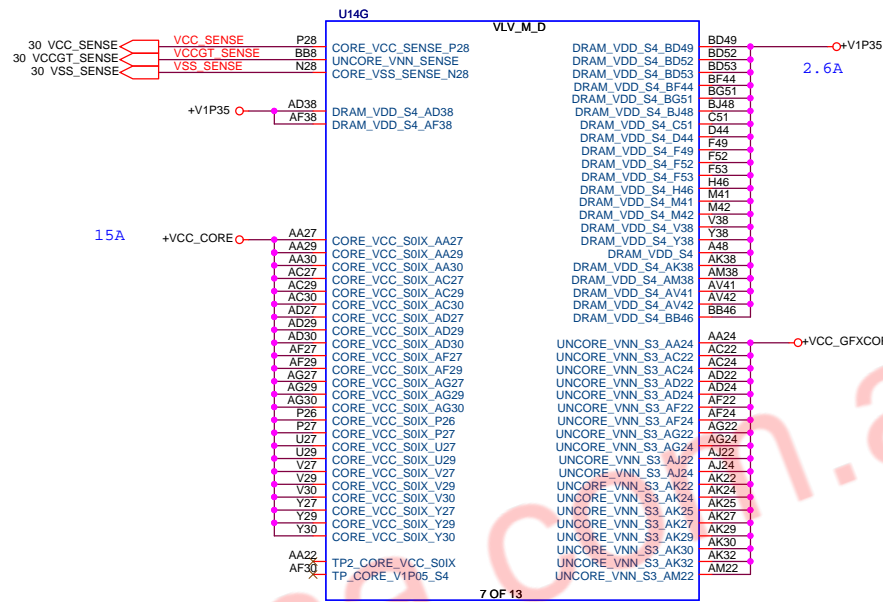 U14G
VLV_M_D
30 VCC_SENSE VCC_SENSE P28 CORE_VCC_SENSE_P28
30 VCCGT_SENSE VCCGT_SENSE BB8 UNCORE_VNN_SENSE
30 VSS_SENSE VSS_SENSE N28 CORE_VSS_SENSE_N28
+V1P35 AD38 DRAM_VDD_S4_AD38
AF38 DRAM_VDD_S4_AF38
15A
+VCC_CORE AA27 CORE_VCC_S0IX_AA27
AA29 CORE_VCC_S0IX_AA29
AA30 CORE_VCC_S0IX_AA30
AC27 CORE_VCC_S0IX_AC27
AC29 CORE_VCC_S0IX_AC29
AC30 CORE_VCC_S0IX_AC30
AD27 CORE_VCC_S0IX_AD27
AD29 CORE_VCC_S0IX_AD29
AD30 CORE_VCC_S0IX_AD30
AF27 CORE_VCC_S0IX_AF27
AF29 CORE_VCC_S0IX_AF29
AG27 CORE_VCC_S0IX_AG27
AG29 CORE_VCC_S0IX_AG29
AG30 CORE_VCC_S0IX_AG30
P26 CORE_VCC_S0IX_P26
P27 CORE_VCC_S0IX_P27
U27 CORE_VCC_S0IX_U27
U29 CORE_VCC_S0IX_U29
V27 CORE_VCC_S0IX_V27
V29 CORE_VCC_S0IX_V29
V30 CORE_VCC_S0IX_V30
Y27 CORE_VCC_S0IX_Y27
Y29 CORE_VCC_S0IX_Y29
Y30 CORE_VCC_S0IX_Y30
AA22 TP2_CORE_VCC_S0IX
AF30 TP_CORE_V1P05_S4
DRAM_VDD_S4_BD49 BD49 +V1P35
DRAM_VDD_S4_BD52 BD52
2.6A
DRAM_VDD_S4_BD53 BD53
DRAM_VDD_S4_BF44 BF44
DRAM_VDD_S4_BG51 BG51
DRAM_VDD_S4_BJ48 BJ48
DRAM_VDD_S4_C51 C51
DRAM_VDD_S4_D44 D44
DRAM_VDD_S4_F49 F49
DRAM_VDD_S4_F52 F52
DRAM_VDD_S4_F53 F53
DRAM_VDD_S4_H46 H46
DRAM_VDD_S4_M41 M41
DRAM_VDD_S4_M42 M42
DRAM_VDD_S4_V38 V38
DRAM_VDD_S4_Y38 Y38
DRAM_VDD_S4 A48
DRAM_VDD_S4_AK38 AK38
DRAM_VDD_S4_AM38 AM38
DRAM_VDD_S4_AV41 AV41
DRAM_VDD_S4_AV42 AV42
DRAM_VDD_S4_BB46 BB46
UNCORE_VNN_S3_AA24 AA24
UNCORE_VNN_S3_AC22 AC22
UNCORE_VNN_S3_AC24 AC24
UNCORE_VNN_S3_AD22 AD22
UNCORE_VNN_S3_AD24 AD24
UNCORE_VNN_S3_AF22 AF22
UNCORE_VNN_S3_AF24 AF24
UNCORE_VNN_S3_AG22 AG22
UNCORE_VNN_S3_AG24 AG24
UNCORE_VNN_S3_AJ22 AJ22
UNCORE_VNN_S3_AJ24 AJ24
UNCORE_VNN_S3_AK22 AK22
UNCORE_VNN_S3_AK24 AK24
UNCORE_VNN_S3_AK25 AK25
UNCORE_VNN_S3_AK27 AK27
UNCORE_VNN_S3_AK29 AK29
UNCORE_VNN_S3_AK30 AK30
UNCORE_VNN_S3_AK32 AK32
UNCORE_VNN_S3_AM22 AM22
7 OF 13